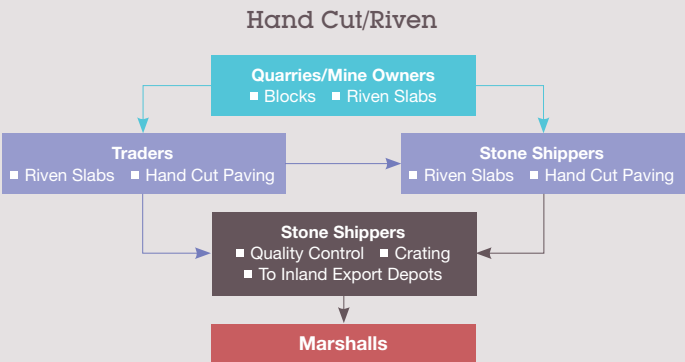 Hand Cut/Riven
Quarries/Mine Owners
▪ Blocks ▪ Riven Slabs
Traders
▪ Riven Slabs ▪ Hand Cut Paving
Stone Shippers
▪ Riven Slabs ▪ Hand Cut Paving
Stone Shippers
▪ Quality Control ▪ Crating
▪ To Inland Export Depots
Marshalls